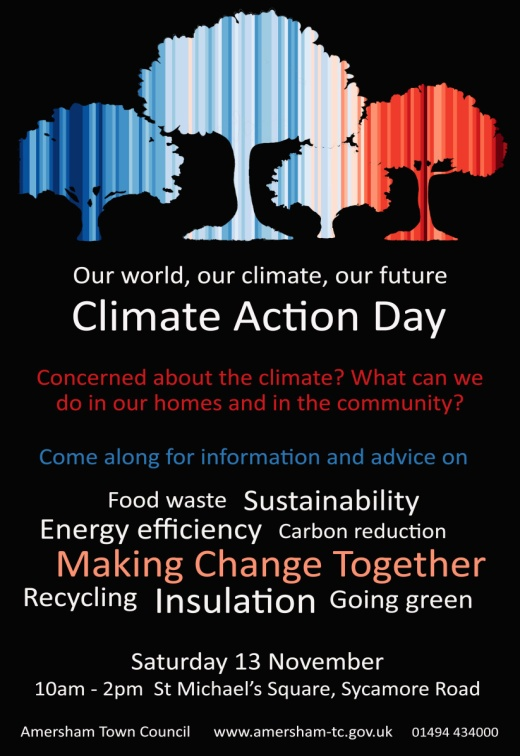 Our world, our climate, our future
Climate Action Day
Concerned about the climate? What can we
do in our homes and in the community?
Come along for information and advice on
Food waste Sustainability
Energy efficiency Carbon reduction
Making Change Together
Recycling Insulation Going green
Saturday 13 November
10am - 2pm St Michael's Square, Sycamore Road
Amersham Town Council www.amersham-tc.gov.uk 01494 434000